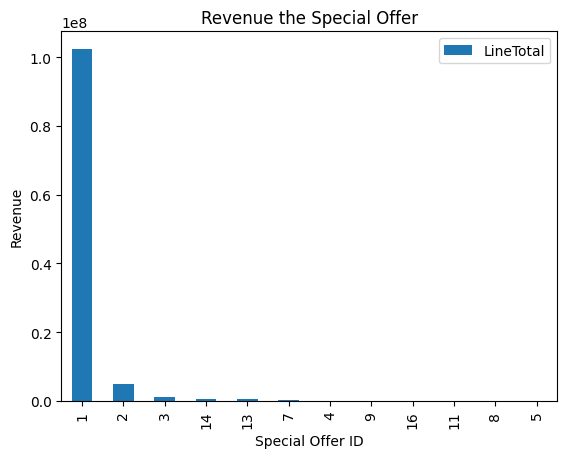 Revenue the Special Offer
1e8
LineTotal
1.0
0.8
0.6
0.4
0.2
0.0
Revenue
1 2 3 14 13 7 4 9 16 11 8 5
Special Offer ID